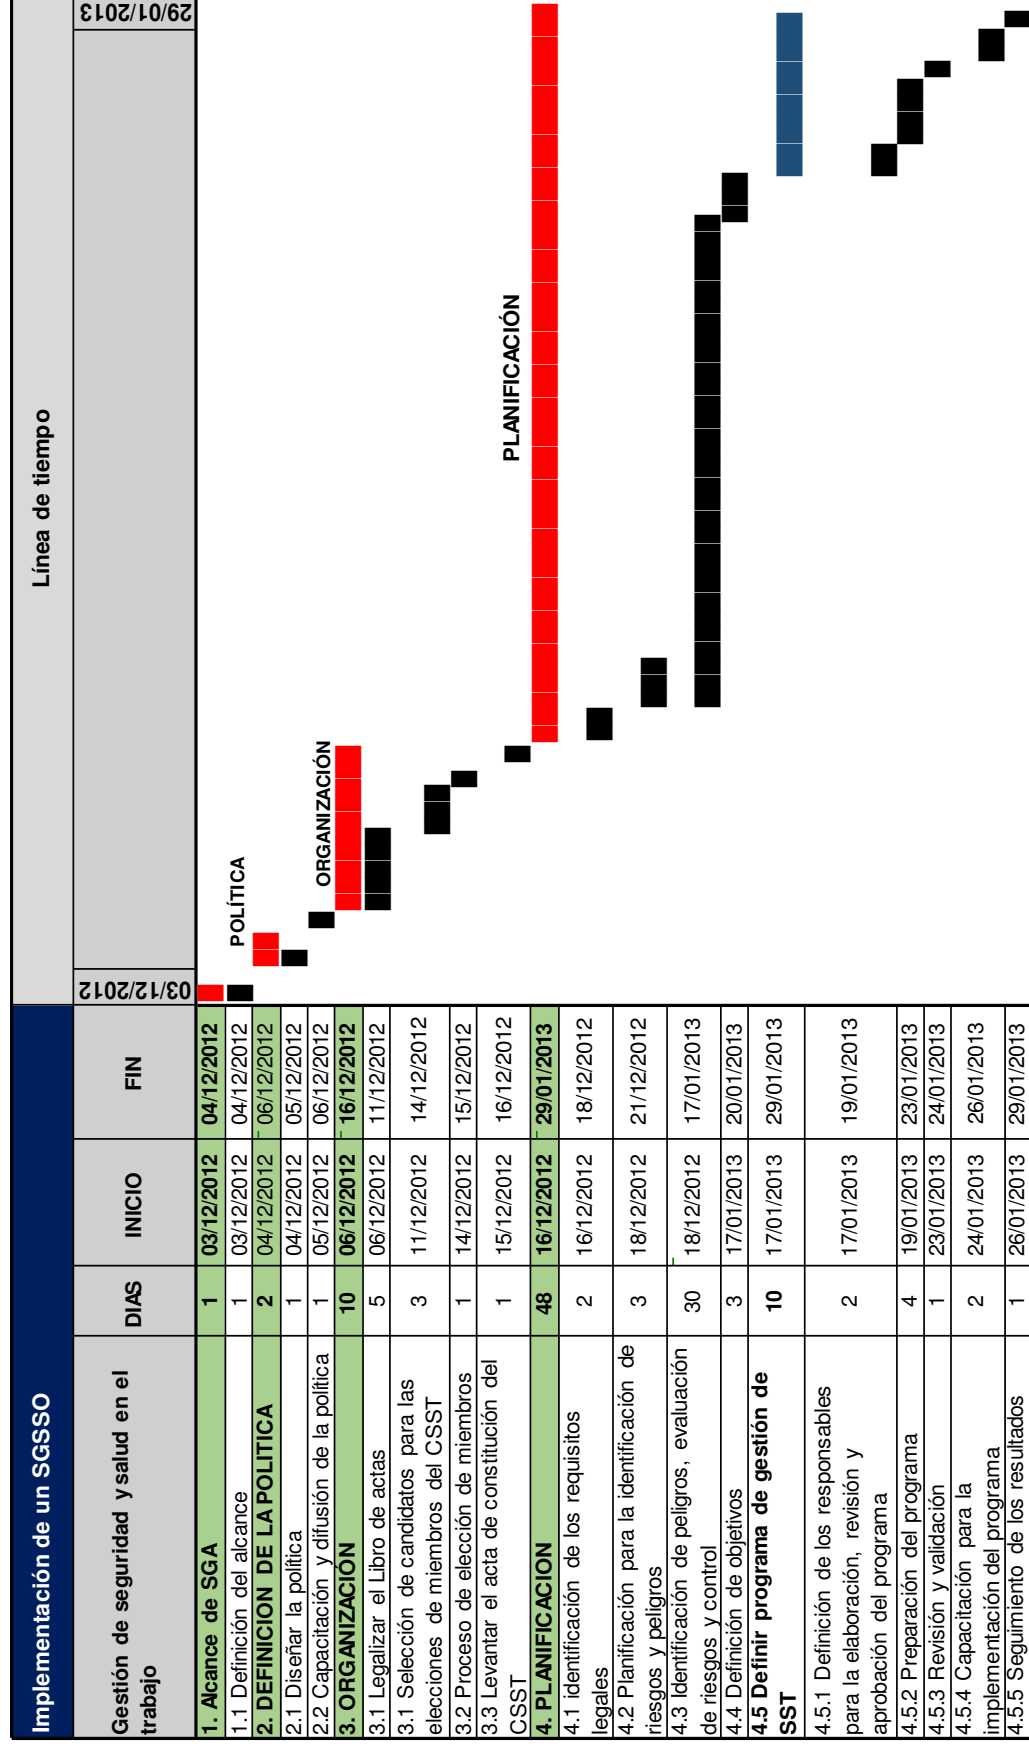 Implementación de un SGSSO
Línea de tiempo
Gestión de seguridad y salud en el
trabajo
DIAS
INICIO
FIN
03/12/2012
29/01/2013
1. Alcance de SGA 1 03/12/2012 04/12/2012
1.1 Definición del alcance 1 03/12/2012 04/12/2012
POLÍTICA
2. DEFINICION DE LA POLITICA 2 04/12/2012 06/12/2012
2.1 Diseñar la política 1 04/12/2012 05/12/2012
2.2 Capacitación y difusión de la política 1 05/12/2012 06/12/2012
ORGANIZACIÓN
3. ORGANIZACIÓN 10 06/12/2012 16/12/2012
3.1 Legalizar el Libro de actas 5 06/12/2012 11/12/2012
3.1 Selección de candidatos para las
elecciones de miembros del CSST 3 11/12/2012 14/12/2012
3.2 Proceso de elección de miembros 1 14/12/2012 15/12/2012
3.3 Levantar el acta de constitución del
CSST 1 15/12/2012 16/12/2012
PLANIFICACIÓN
4. PLANIFICACION 48 16/12/2012 29/01/2013
4.1 identificación de los requisitos
legales 2 16/12/2012 18/12/2012
4.2 Planificación para la identificación de
riesgos y peligros 3 18/12/2012 21/12/2012
4.3 Identificación de peligros, evaluación
de riesgos y control 30 18/12/2012 17/01/2013
4.4 Definición de objetivos 3 17/01/2013 20/01/2013
4.5 Definir programa de gestión de
SST 10 17/01/2013 29/01/2013
4.5.1 Definición de los responsables
para la elaboración, revisión y
aprobación del programa 2 17/01/2013 19/01/2013
4.5.2 Preparación del programa 4 19/01/2013 23/01/2013
4.5.3 Revisión y validación 1 23/01/2013 24/01/2013
4.5.4 Capacitación para la
implementación del programa 2 24/01/2013 26/01/2013
4.5.5 Seguimiento de los resultados 1 26/01/2013 29/01/2013